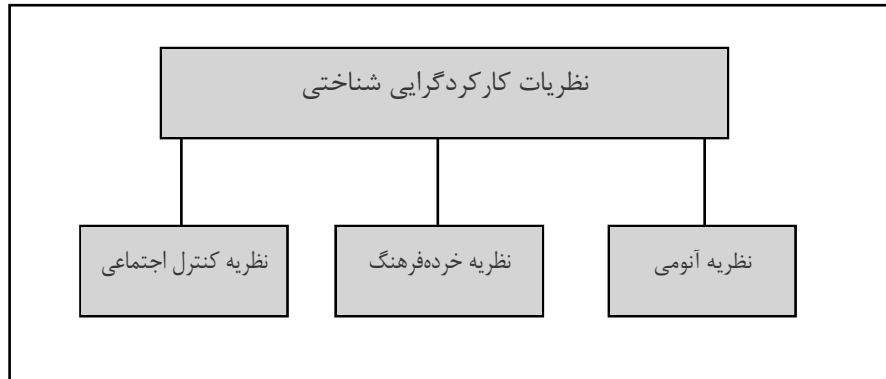 نظریات کارکردگرایی شناختی
نظریه آنومی
نظریه خرده‌فرهنگ
نظریه کنترل اجتماعی